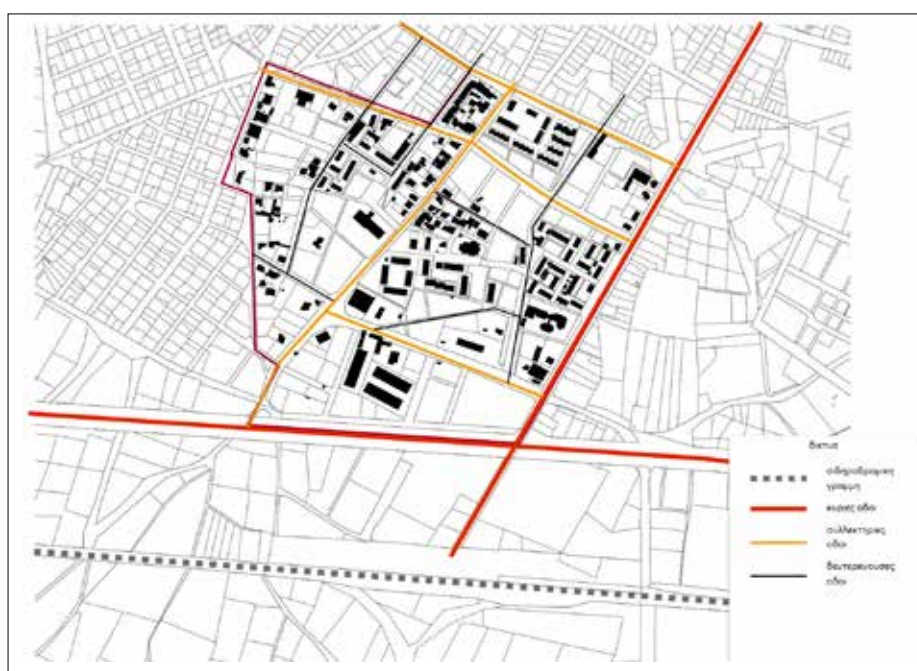 δικτυα
σιδηροδρομικη
γραμμη
κυριες οδοι
συλλεκτηριες
οδοι
δευτερευουσες
οδοι